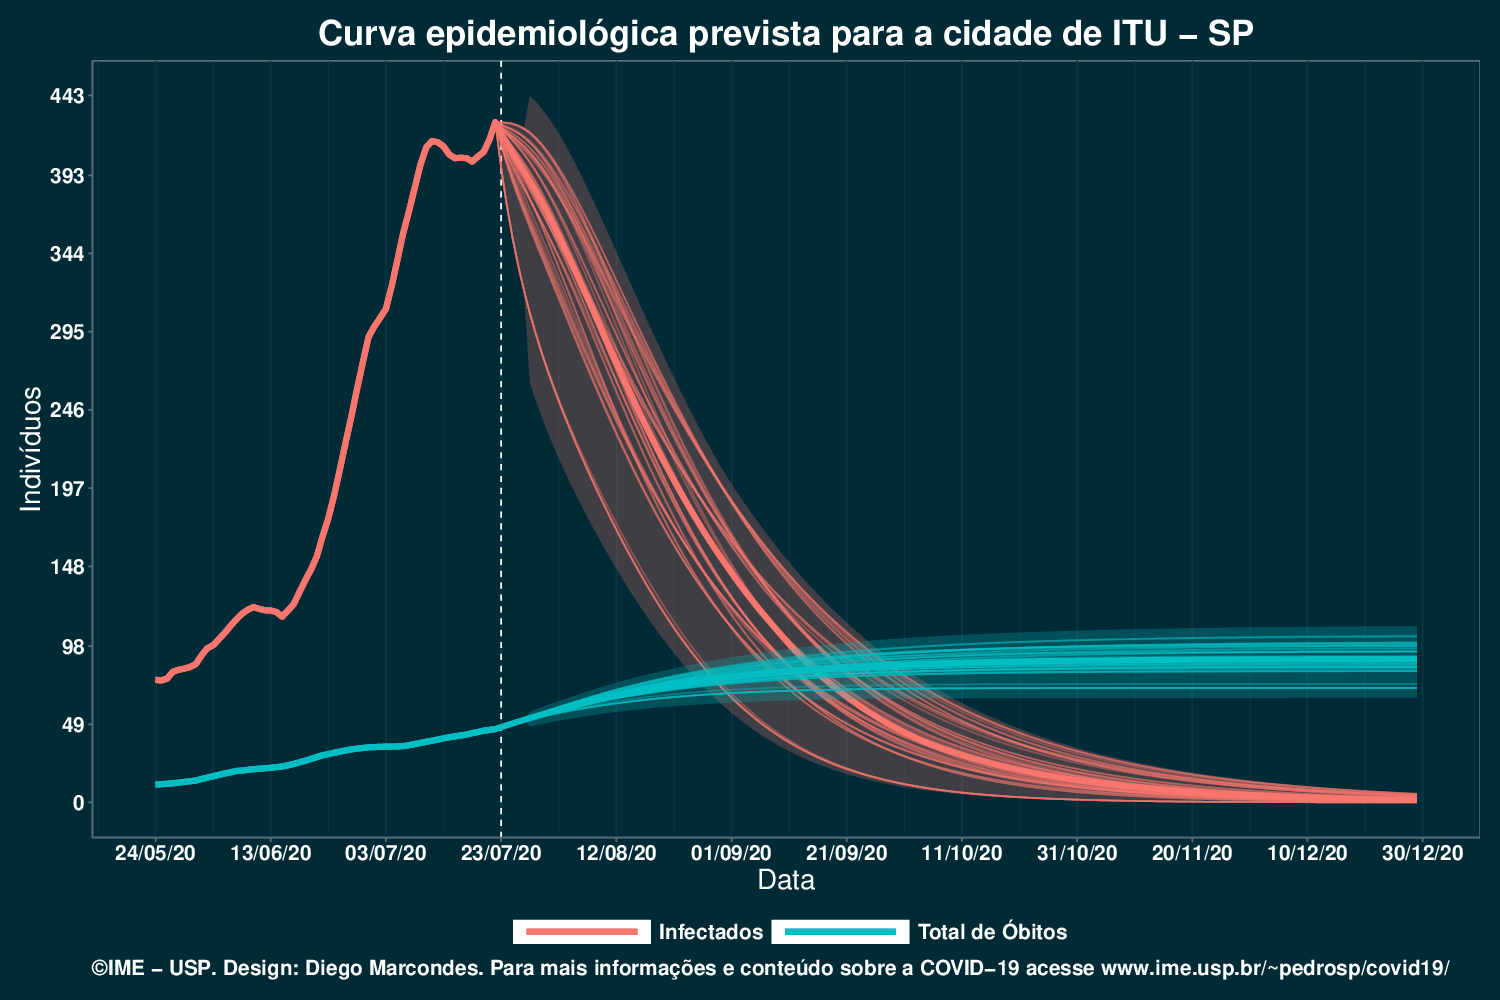 Curva epidemiológica prevista para a cidade de ITU – SP
443
393
344
295
246
197
148
98
49
0
Indivíduos
24/05/20 13/06/20 03/07/20 23/07/20 12/08/20 01/09/20 21/09/20 11/10/20 31/10/20 20/11/20 10/12/20 30/12/20
Data
Infectados Total de Óbitos
©IME – USP. Design: Diego Marcondes. Para mais informações e conteúdo sobre a COVID–19 acesse www.ime.usp.br/~pedrosp/covid19/